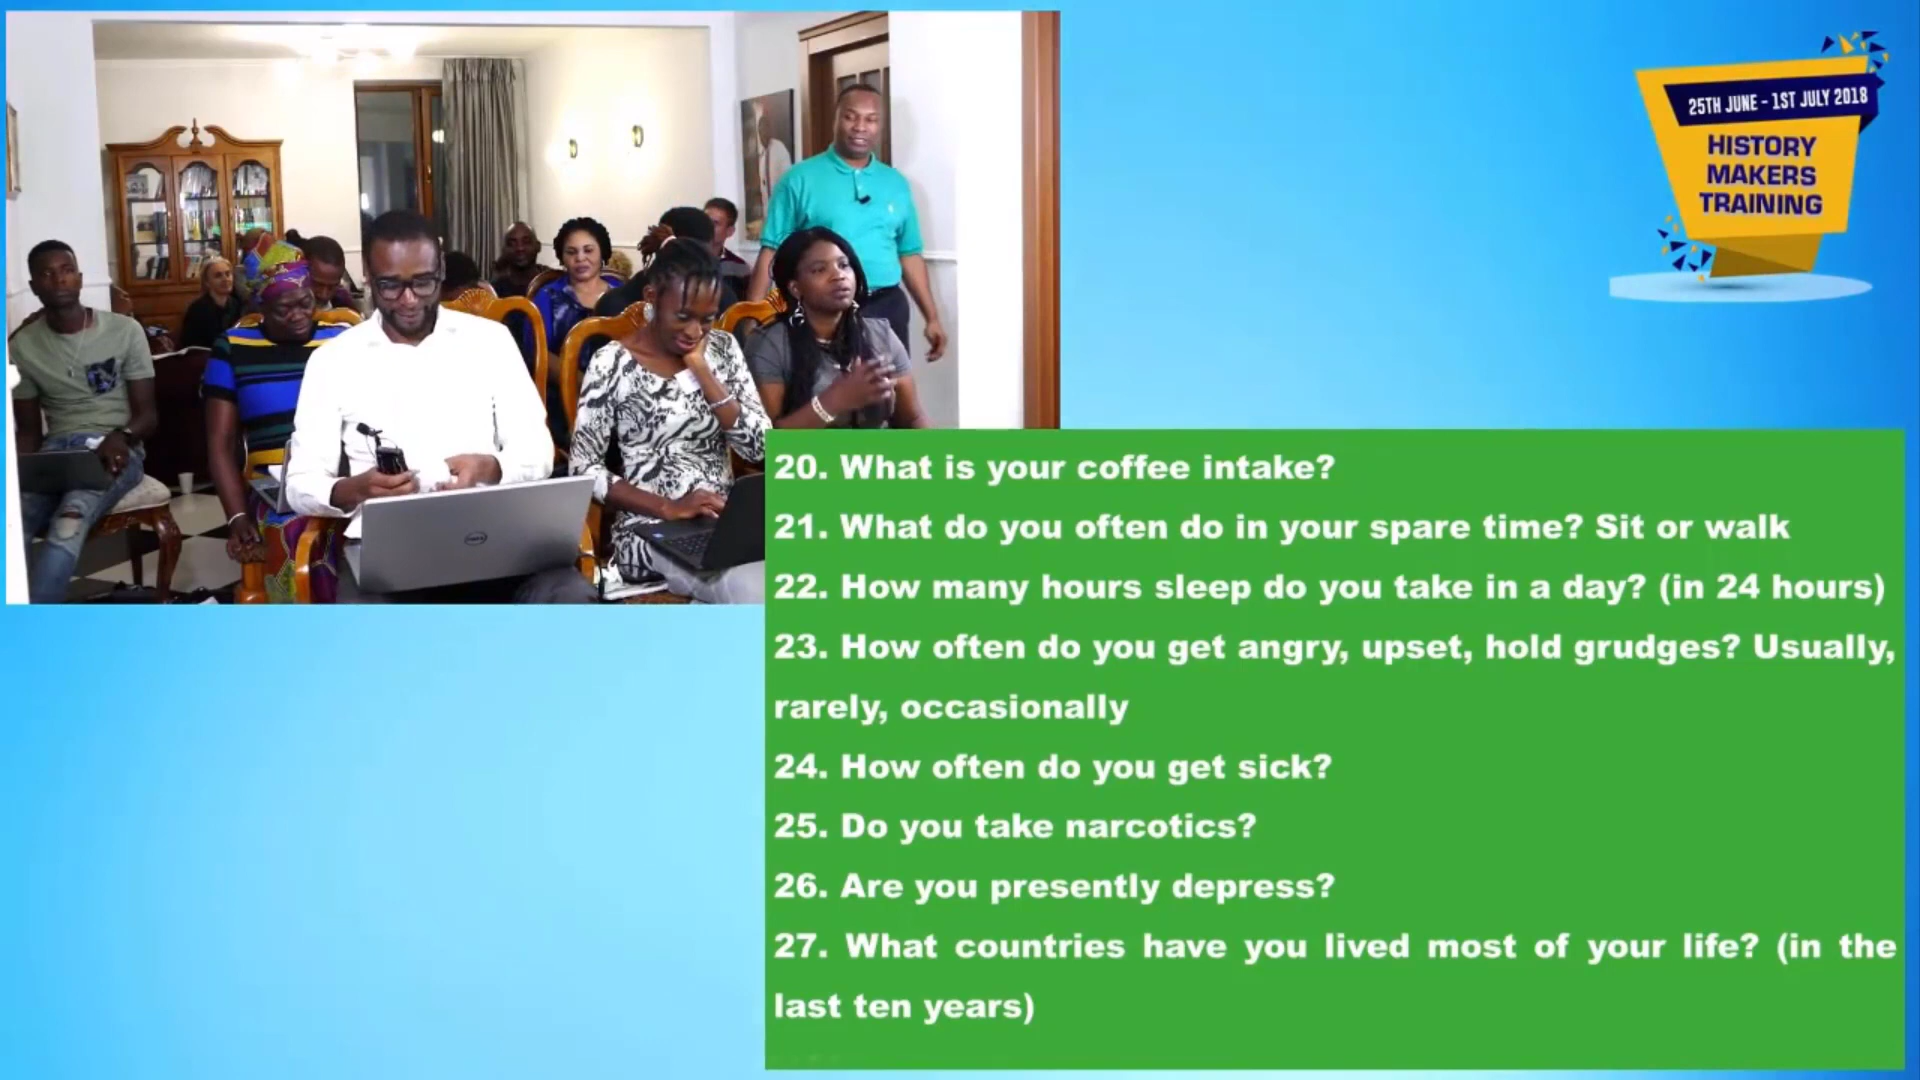 25TH JUNE - 1ST JULY 2018
HISTORY
MAKERS
TRAINING
DELL
20. What is your coffee intake?
21. What do you often do in your spare time? Sit or walk
22. How many hours sleep do you take in a day? (in 24 hours)
23. How often do you get angry, upset, hold grudges? Usually,
rarely, occasionally
24. How often do you get sick?
25. Do you take narcotics?
26. Are you presently depress?
27. What countries have you lived most of your life? (in the
last ten years)